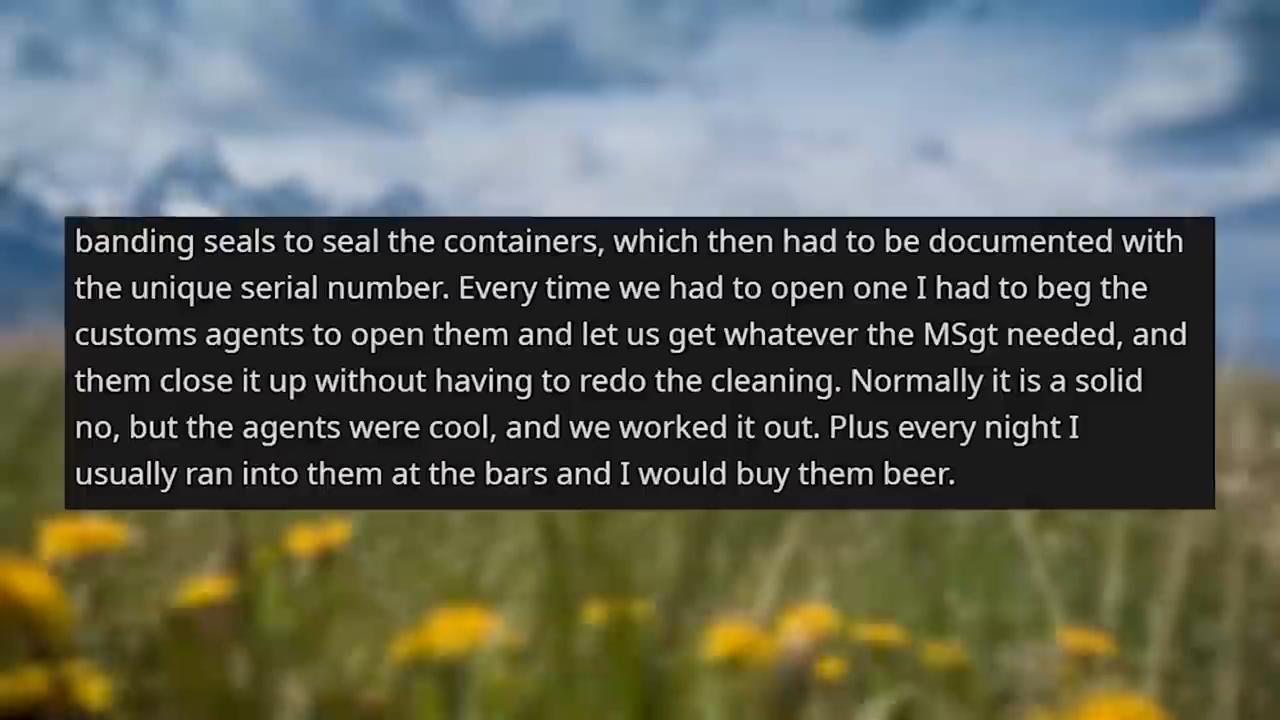 banding seals to seal the containers, which then had to be documented with
the unique serial number. Every time we had to open one I had to beg the
customs agents to open them and let us get whatever the MSgt needed, and
them close it up without having to redo the cleaning. Normally it is a solid
no, but the agents were cool, and we worked it out. Plus every night I
usually ran into them at the bars and I would buy them beer.